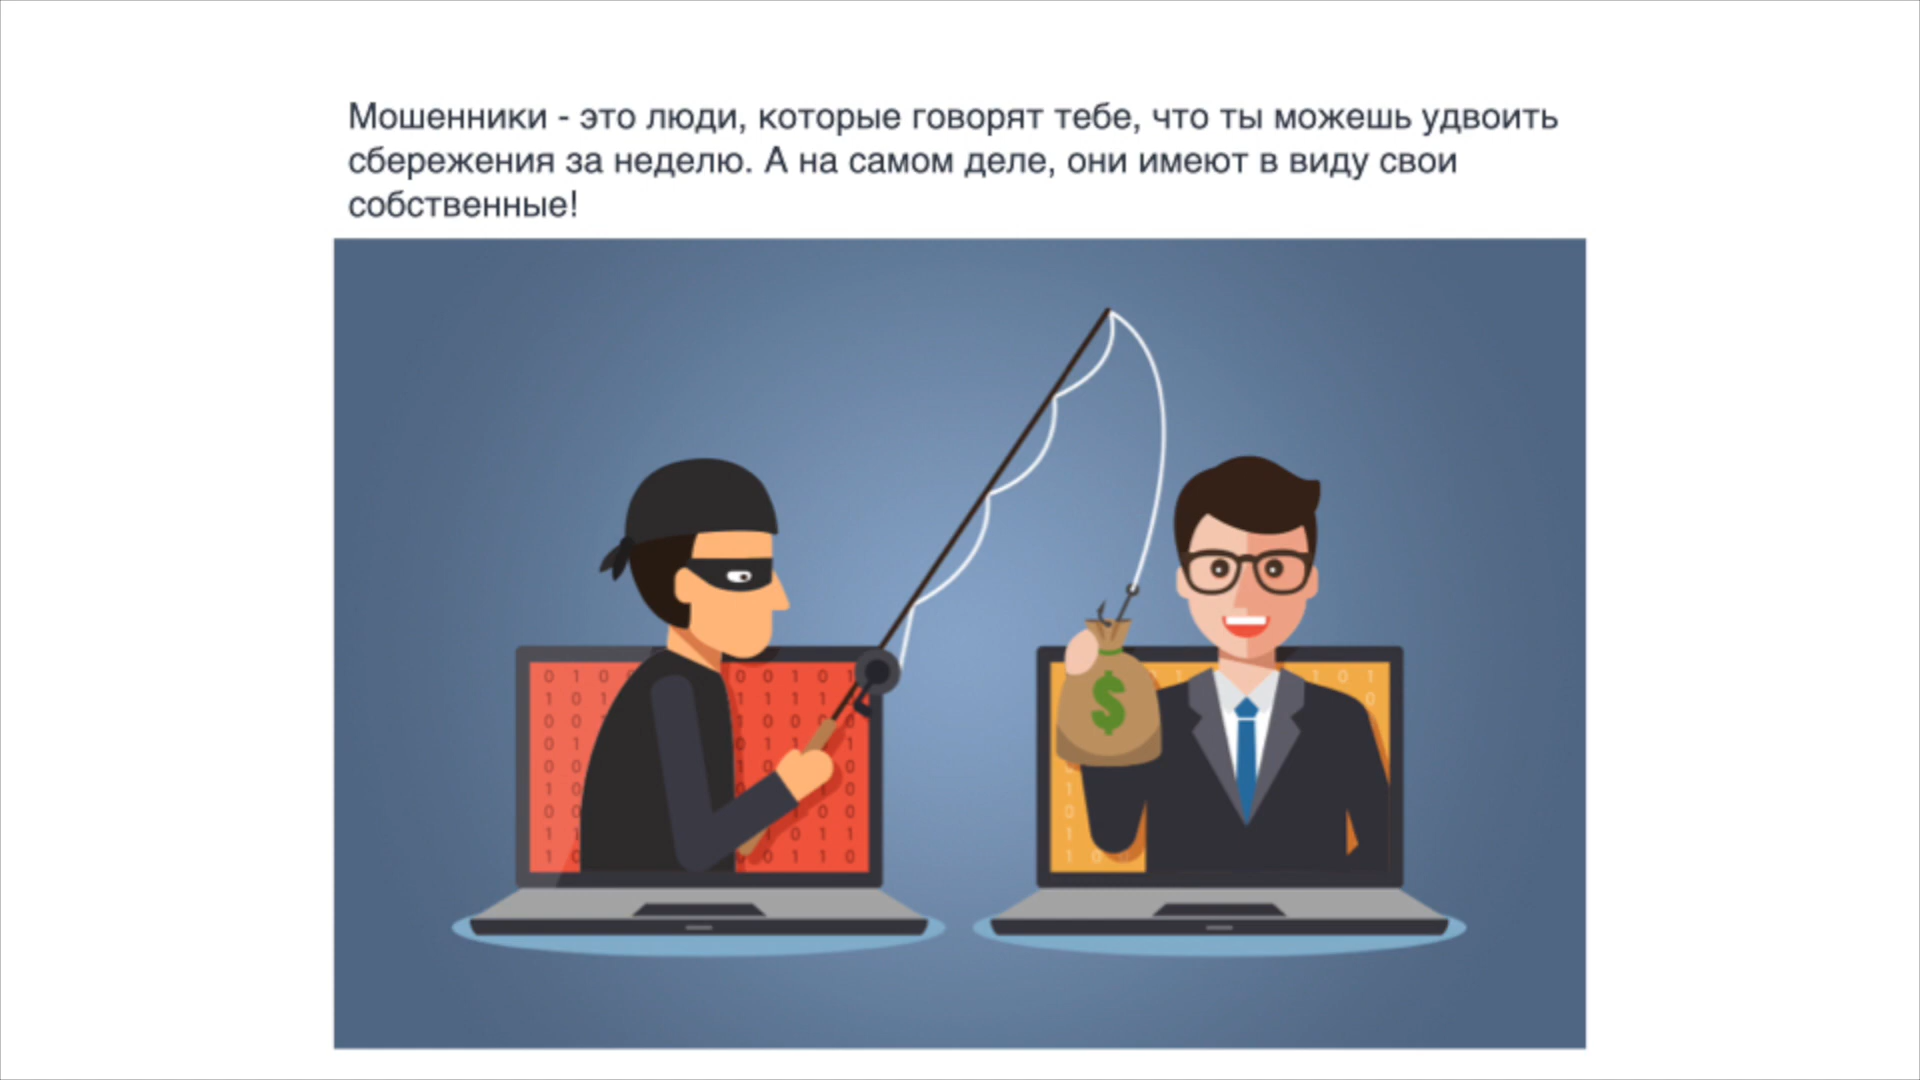 Мошенники - это люди, которые говорят тебе, что ты можешь удвоить
сбережения за неделю. А на самом деле, они имеют в виду свои
собственные!
$